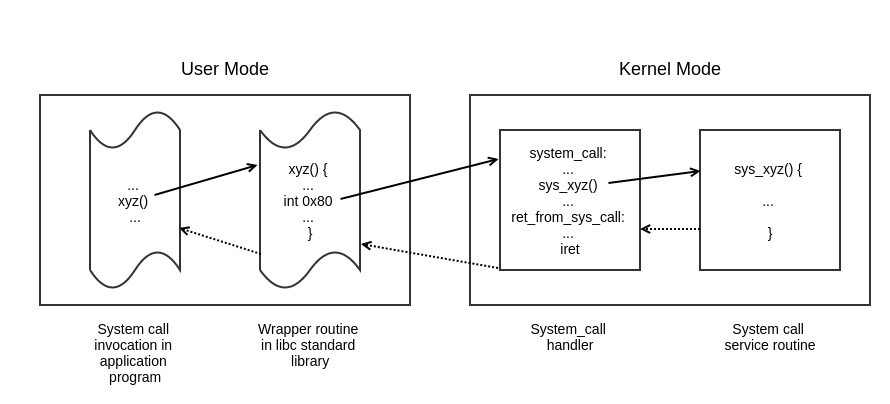 User Mode
Kernel Mode
...
xyz()
...
xyz() {
...
int 0x80
...
}
system_call:
...
sys_xyz()
...
ret_from_sys_call:
...
iret
sys_xyz() {
...
}
System call
invocation in
application
program
Wrapper routine
in libc standard
library
System_call
handler
System call
service routine